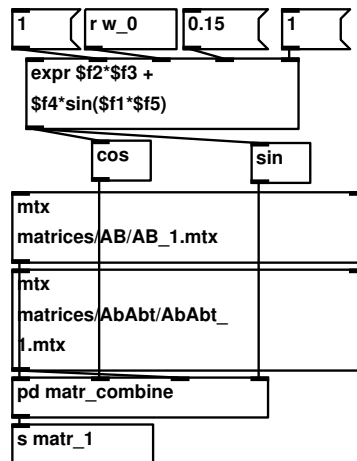 1 r w_0 0.15 1
expr $f2*$f3 +
$f4*sin($f1*$f5)
cos sin
mtx
matrices/AB/AB_1.mtx
mtx
matrices/AbAbt/AbAbt_
1.mtx
pd matr_combine
s matr_1